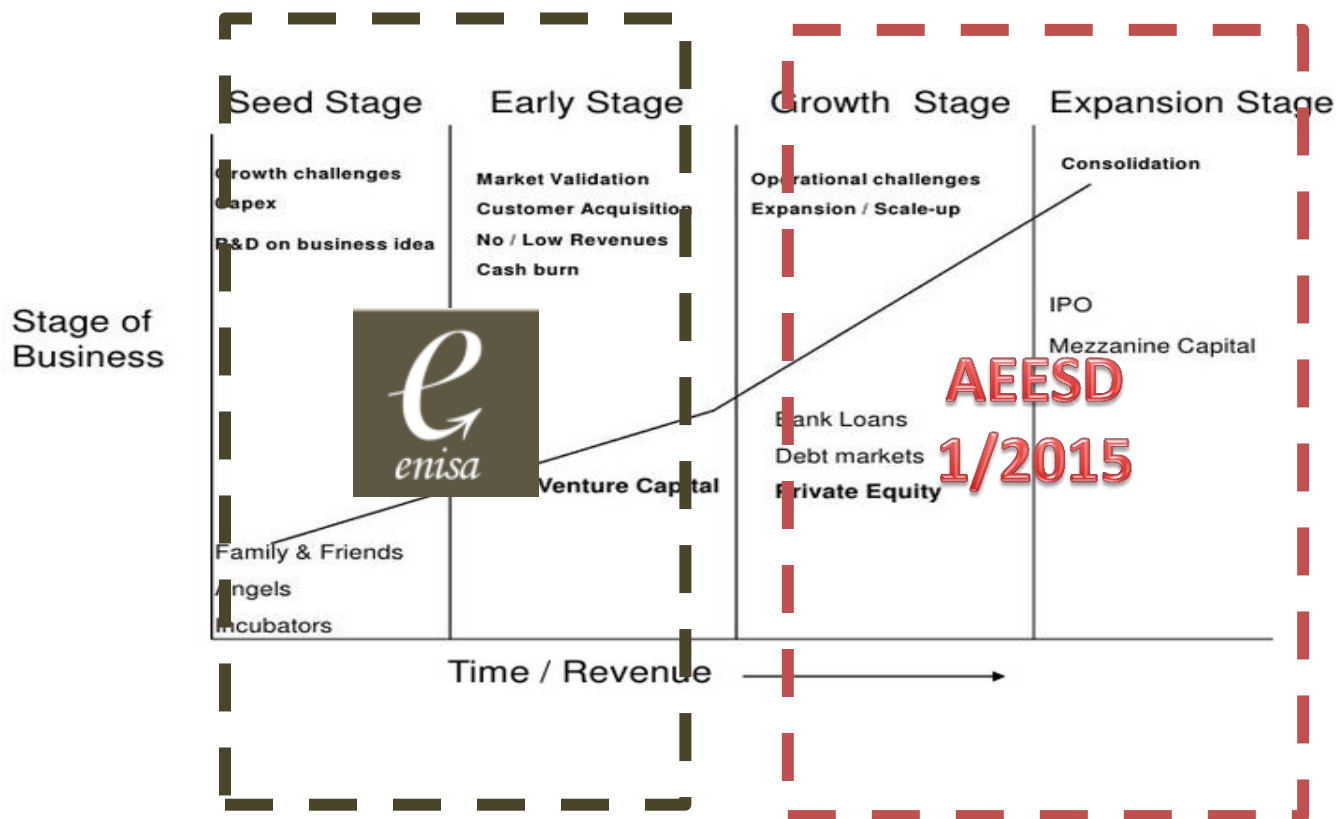 Seed Stage
Early Stage
Growth Stage
Expansion Stage
Growth challenges
Capex
R&D on business idea
Market Validation
Customer Acquisition
No / Low Revenues
Cash burn
Operational challenges
Expansion / Scale-up
Consolidation
Stage of
Business
e
enisa
IPO
Mezzanine Capital
AEESD
1/2015
Bank Loans
Debt markets
Private Equity
Venture Capital
Family & Friends
Angels
Incubators
Time / Revenue